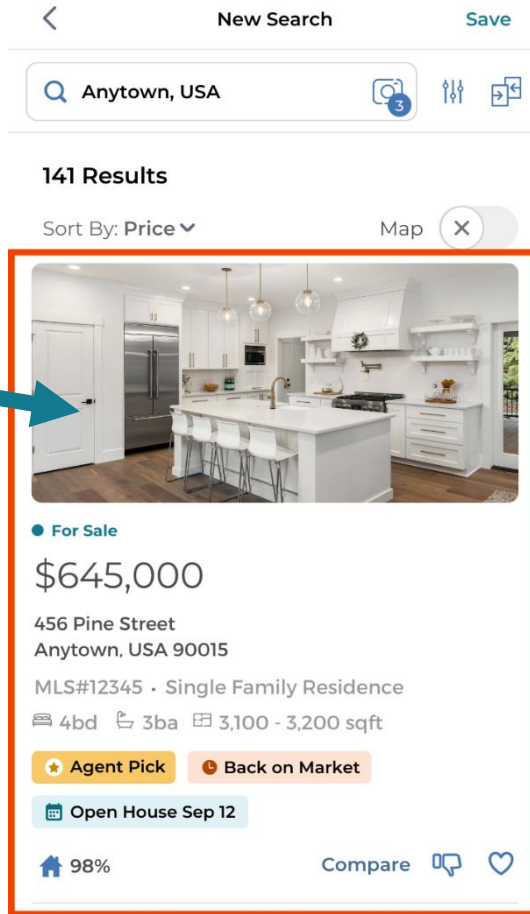 New Search
Save
Anytown, USA
3
141 Results
Sort By: Price
Map
For Sale
$645,000
456 Pine Street
Anytown, USA 90015
MLS#12345 · Single Family Residence
4bd 3ba 3,100 - 3,200 sqft
Agent Pick
Back on Market
Open House Sep 12
98%
Compare